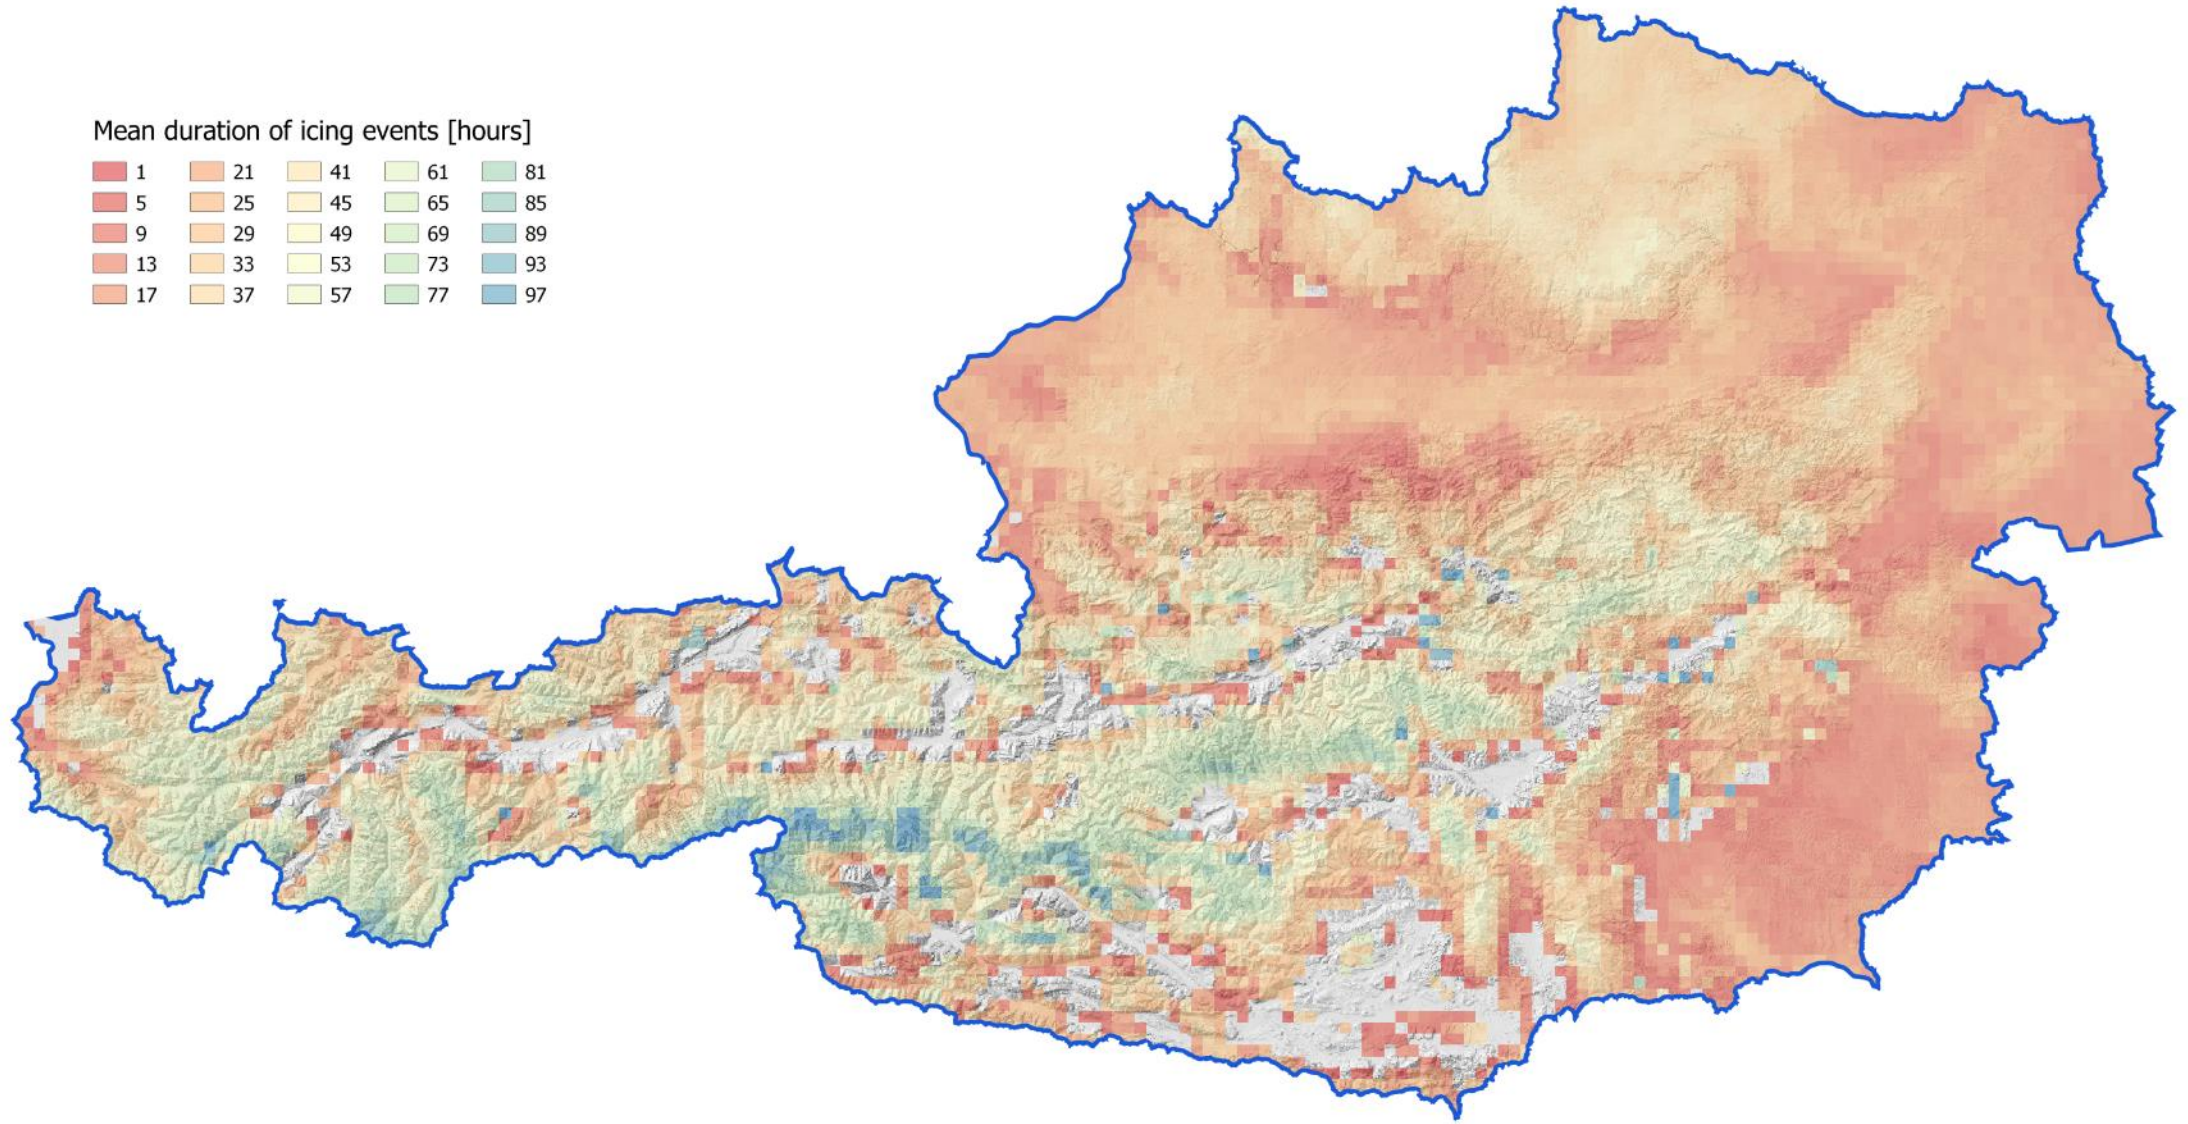 Mean duration of icing events [hours]
1 21 41 61 81
5 25 45 65 85
9 29 49 69 89
13 33 53 73 93
17 37 57 77 97